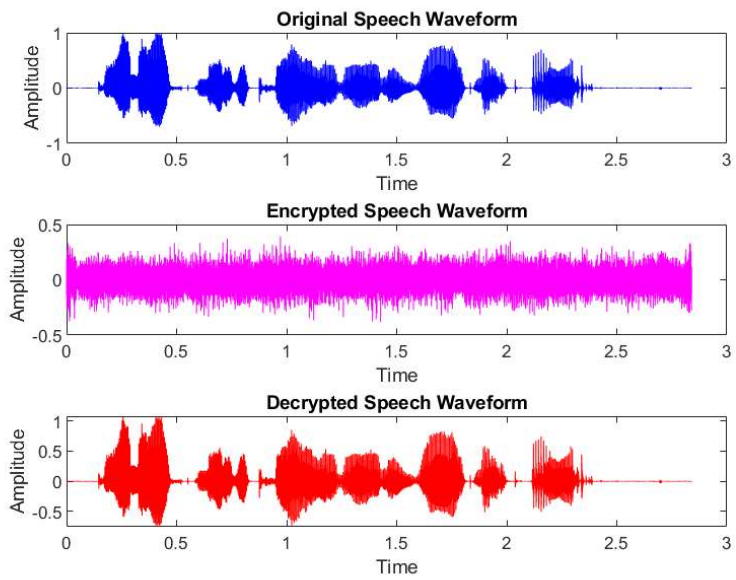 Original Speech Waveform
1
0
-1
Amplitude
0 0.5 1 1.5 2 2.5 3
Time
Encrypted Speech Waveform
0.5
0
-0.5
Amplitude
0 0.5 1 1.5 2 2.5 3
Time
Decrypted Speech Waveform
1
0.5
0
-0.5
Amplitude
0 0.5 1 1.5 2 2.5 3
Time